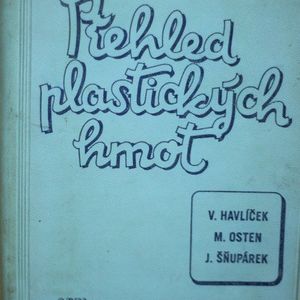 Přehled
plastických
hmot
V. HAVLÍČEK
M. OSTEN
J. ŠŇUPÁREK